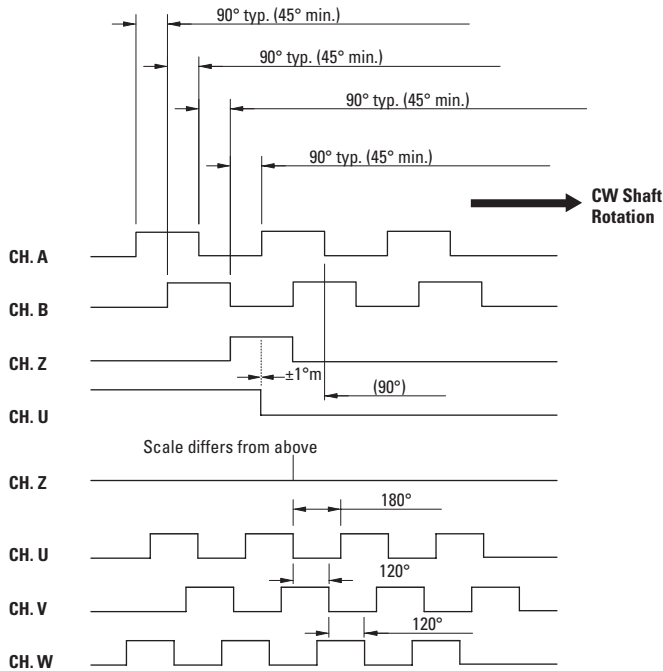 90° typ. (45° min.)
90° typ. (45° min.)
90° typ. (45° min.)
90° typ. (45° min.)
CW Shaft
Rotation
CH. A
CH. B
CH. Z
±1°m
(90°)
CH. U
Scale differs from above
CH. Z
180°
CH. U
120°
CH. V
120°
CH. W